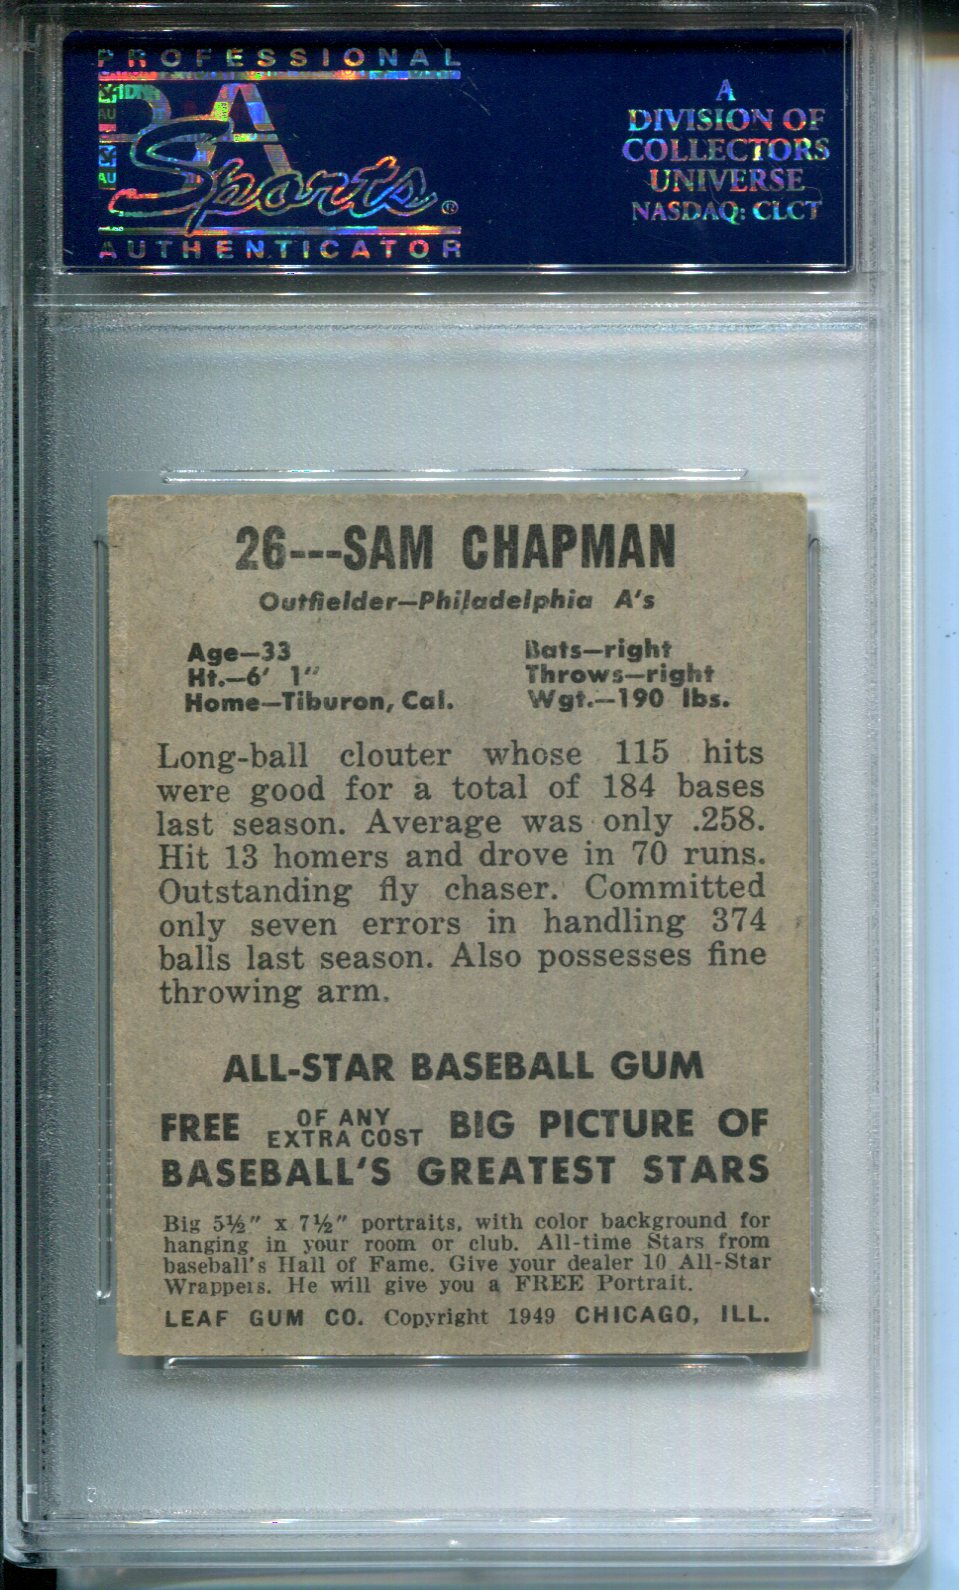 PROFESSIONAL
PSA
Sports®
AUTHENTICATOR
A
DIVISION OF
COLLECTORS
UNIVERSE
NASDAQ: CLCT
26---SAM CHAPMAN
Outfielder—Philadelphia A's
Age—33 Bats—right
Ht.—6' 1" Throws—right
Home—Tiburon, Cal. Wgt.—190 lbs.
Long-ball clouter whose 115 hits
were good for a total of 184 bases
last season. Average was only .258.
Hit 13 homers and drove in 70 runs.
Outstanding fly chaser. Committed
only seven errors in handling 374
balls last season. Also possesses fine
throwing arm.
ALL-STAR BASEBALL GUM
FREE OF ANY EXTRA COST BIG PICTURE OF
BASEBALL'S GREATEST STARS
Big 5½" x 7½" portraits, with color background for
hanging in your room or club. All-time Stars from
baseball's Hall of Fame. Give your dealer 10 All-Star
Wrappers. He will give you a FREE Portrait.
LEAF GUM CO. Copyright 1949 CHICAGO, ILL.